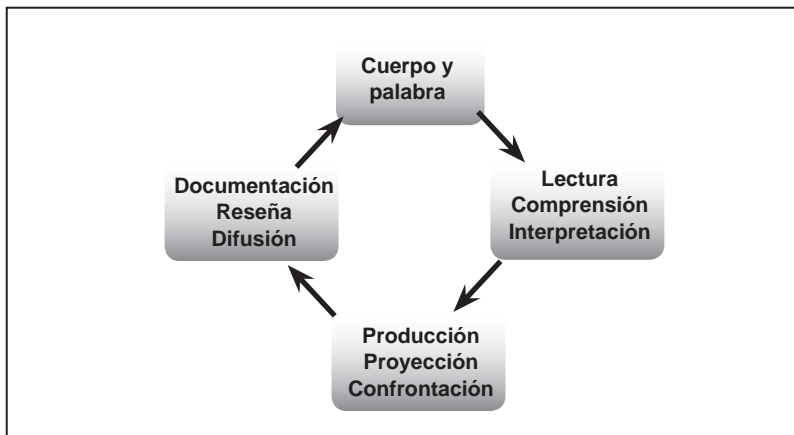 Cuerpo y
palabra
Lectura
Comprensión
Interpretación
Producción
Proyección
Confrontación
Documentación
Reseña
Difusión